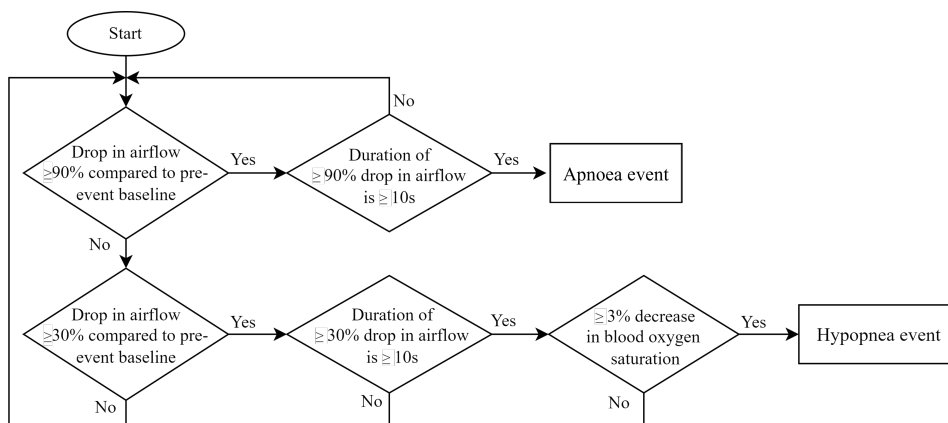 Start
No
Drop in airflow
≥90% compared to pre-
event baseline
Yes
Duration of
≥90% drop in airflow
is ≥10s
Yes
Apnoea event
No
Drop in airflow
≥30% compared to pre-
event baseline
Yes
Duration of
≥30% drop in airflow
is ≥10s
Yes
≥3% decrease
in blood oxygen
saturation
Yes
Hypopnea event
No
No
No